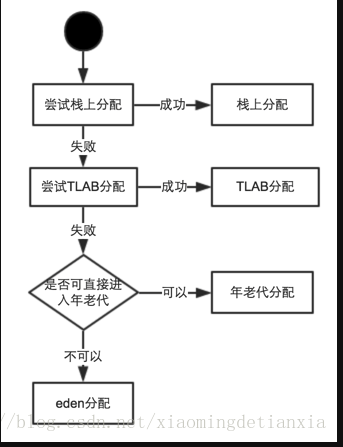 尝试栈上分配
成功
栈上分配
失败
尝试TLAB分配
成功
TLAB分配
失败
是否可直接进
入年老代
可以
年老代分配
不可以
eden分配
//blog.csdn.net/xiaomingdetianxia